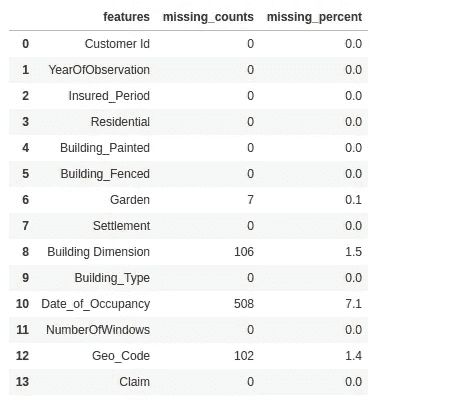 features missing_counts missing_percent
0 Customer Id 0 0.0
1 YearOfObservation 0 0.0
2 Insured_Period 0 0.0
3 Residential 0 0.0
4 Building_Painted 0 0.0
5 Building_Fenced 0 0.0
6 Garden 7 0.1
7 Settlement 0 0.0
8 Building Dimension 106 1.5
9 Building_Type 0 0.0
10 Date_of_Occupancy 508 7.1
11 NumberOfWindows 0 0.0
12 Geo_Code 102 1.4
13 Claim 0 0.0